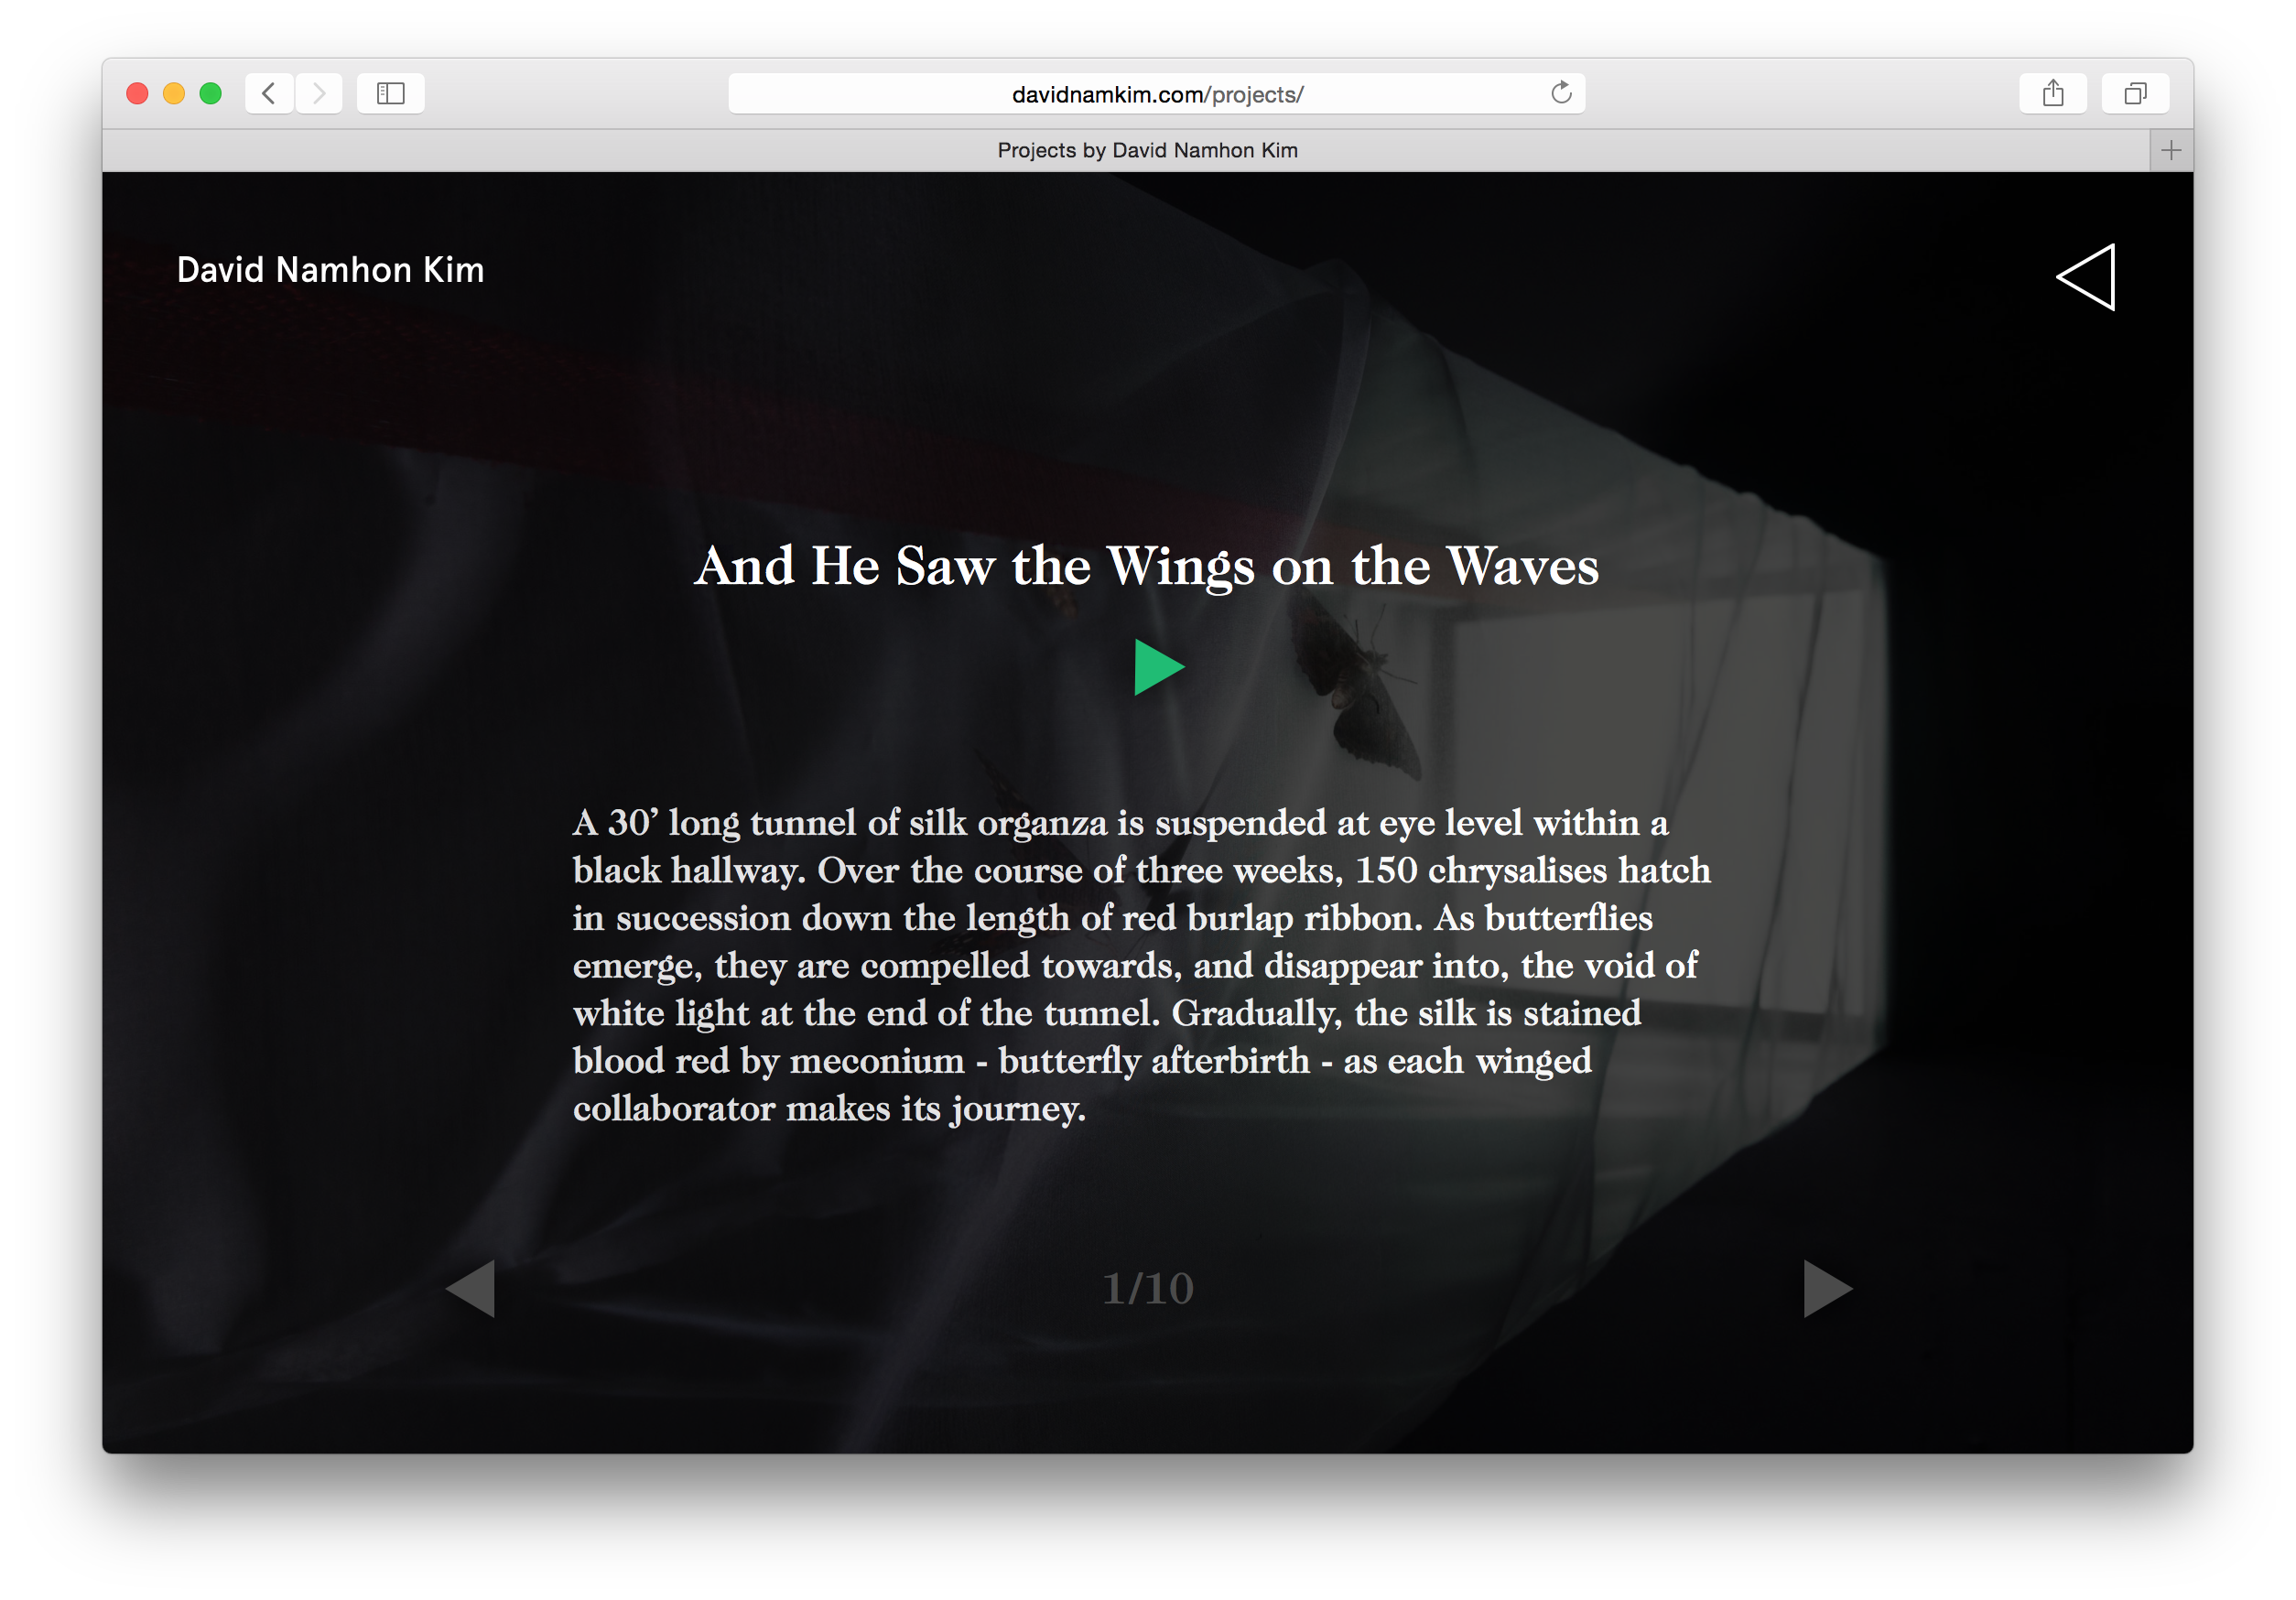 davidnamkim.com/projects/
Projects by David Namhon Kim
David Namhon Kim
And He Saw the Wings on the Waves
A 30’ long tunnel of silk organza is suspended at eye level within a
black hallway. Over the course of three weeks, 150 chrysalises hatch
in succession down the length of red burlap ribbon. As butterflies
emerge, they are compelled towards, and disappear into, the void of
white light at the end of the tunnel. Gradually, the silk is stained
blood red by meconium - butterfly afterbirth - as each winged
collaborator makes its journey.
1/10